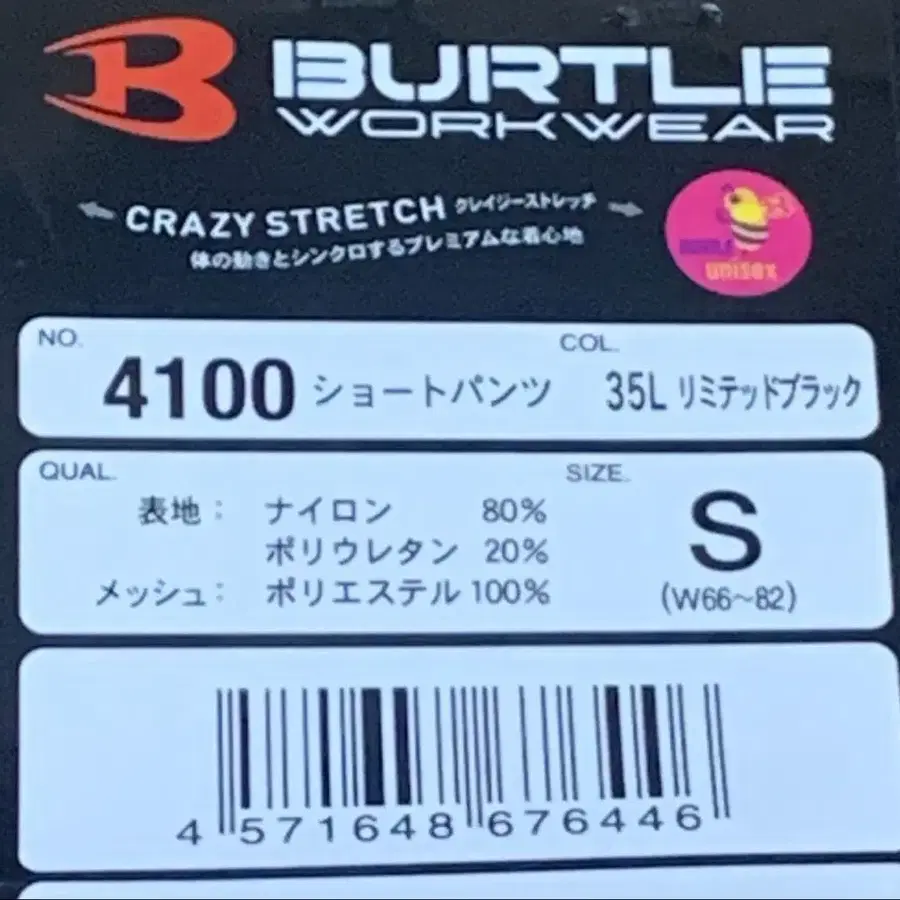 BURTLE
WORKWEAR
CRAZY STRETCH クレイジーストレッチ
体の動きとシンクロするプレミアムな着心地
BURTLE
unisex
NO.
4100 ショートパンツ
COL.
35L リミテッドブラック
QUAL.
表地： ナイロン 80%
ポリウレタン 20%
メッシュ： ポリエステル 100%
SIZE.
S
(W66～82)
4 571648 676446